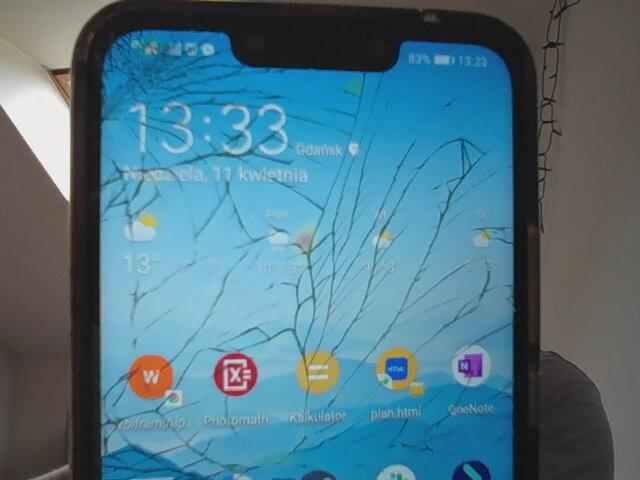 83% 13:33
13:33
Gdańsk
Niedziela, 11 kwietnia
Pon.
13°
Photomath
Kalkulator
plan.html
OneNote